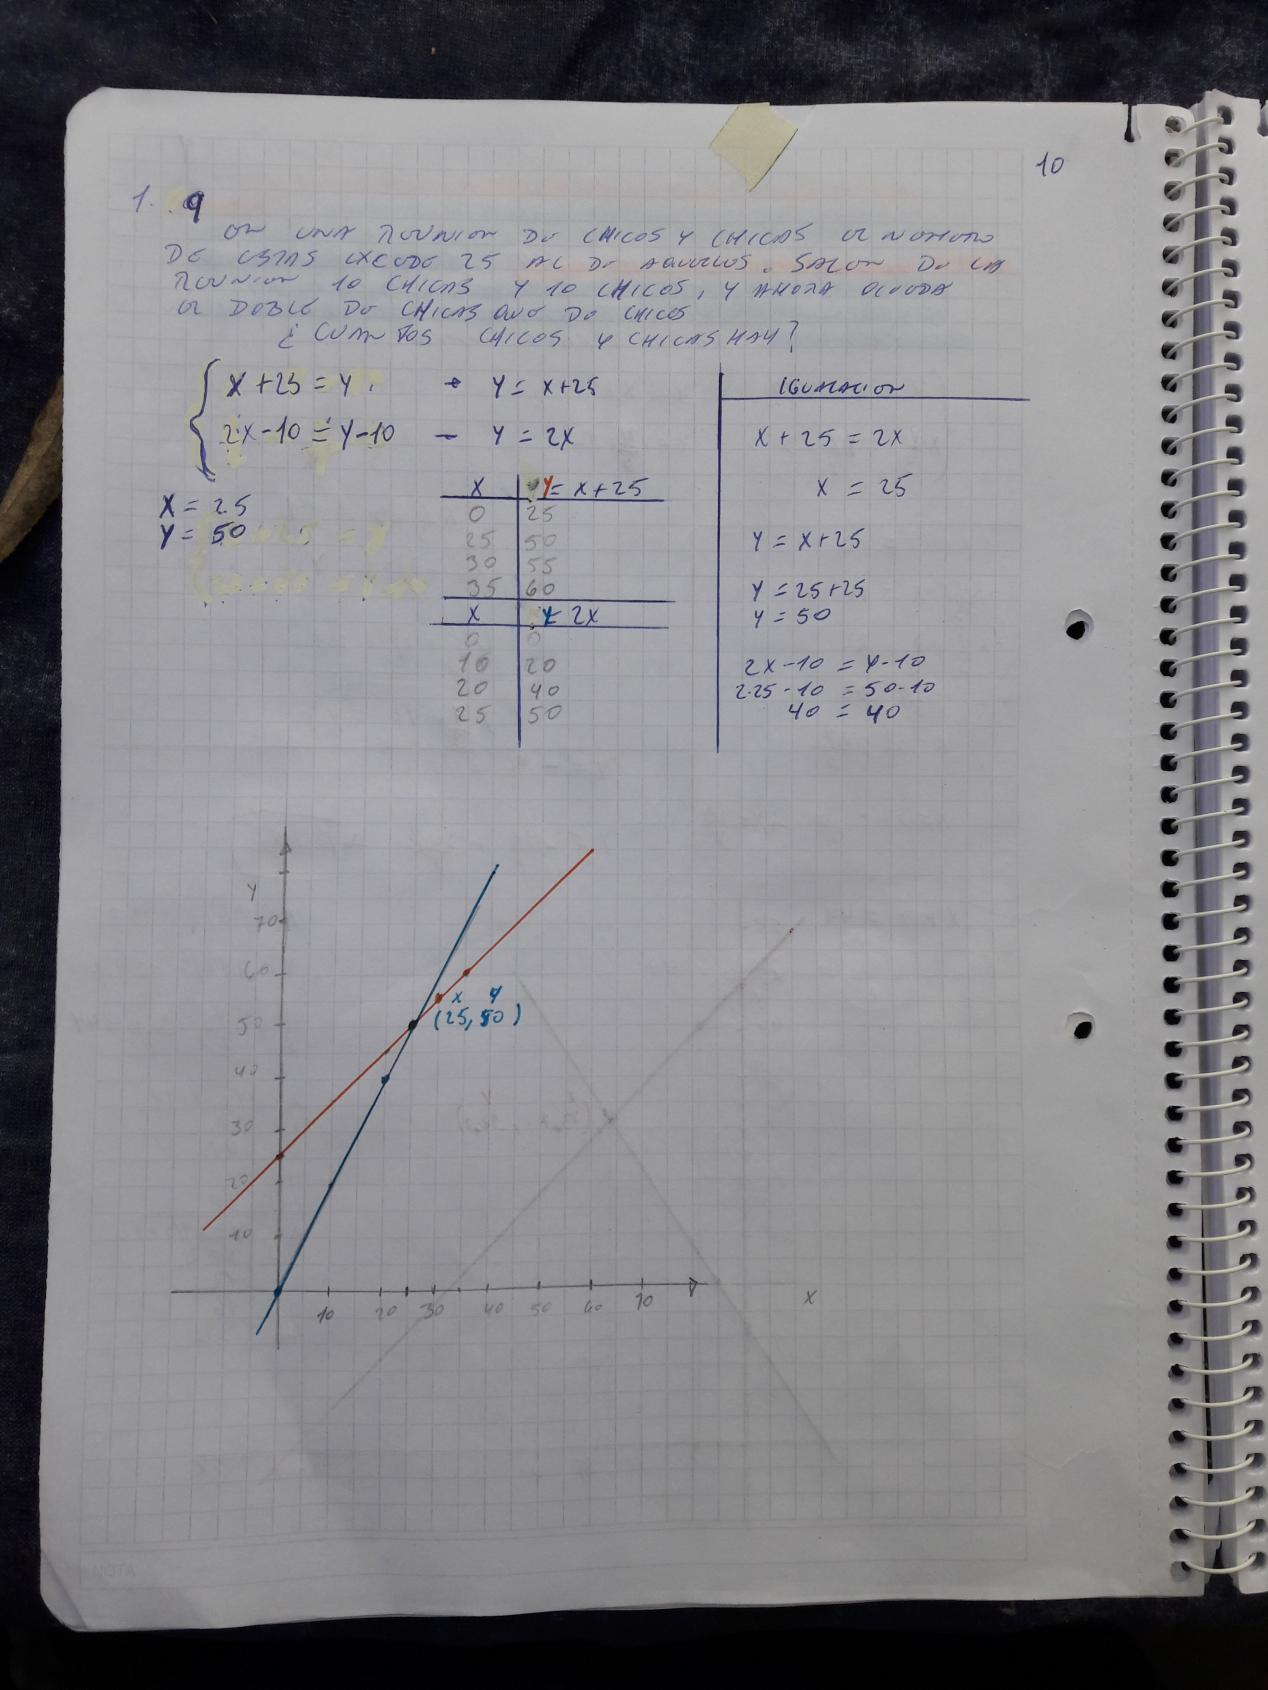 10
1. 9
EN UNA REUNION DE CHICOS Y CHICAS EL NUMERO
DE ESTAS EXCEDE 25 AL DE AQUELLOS. SALEN DE LA
REUNION 10 CHICAS Y 10 CHICOS, Y AHORA QUEDA
EL DOBLE DE CHICAS QUE DE CHICOS
¿CUANTOS CHICOS Y CHICAS HAY?
X + 25 = Y → Y = X+25
2X-10 = Y-10 — Y = 2X
X = 25
Y = 50
X Y = X + 25
0 25
25 50
30 55
35 60
X Y = 2X
0 0
10 20
20 40
25 50
IGUALACION
X + 25 = 2X
X = 25
Y = X+25
Y = 25+25
Y = 50
2X-10 = Y-10
2·25-10 = 50-10
40 = 40
Y
70
60
X Y
50 (25, 50)
40
30
20
10
10 20 30 40 50 60 70 X
NOTA